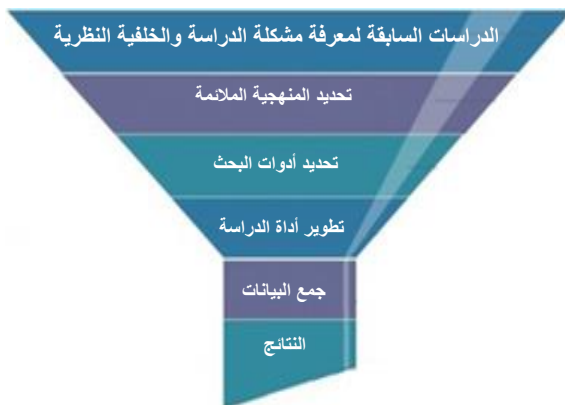 الدراسات السابقة لمعرفة مشكلة الدراسة والخلفية النظرية
تحديد المنهجية الملائمة
تحديد أدوات البحث
تطوير أداة الدراسة
جمع البيانات
النتائج